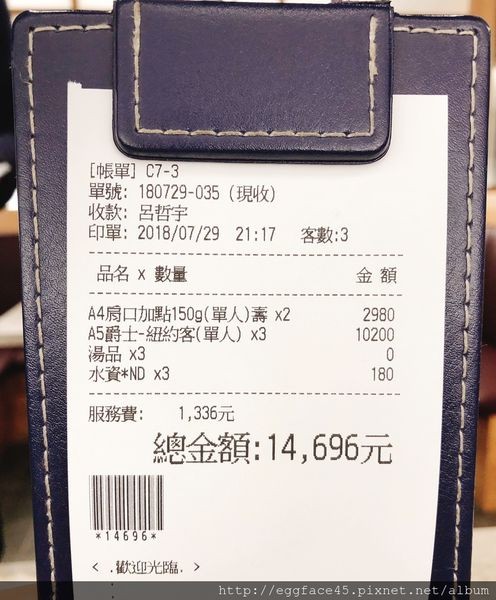 [帳單] C7-3
單號: 180729-035 (現收)
收款: 呂哲宇
印單: 2018/07/29 21:17 客數:3
品名 x 數量 金 額
A4肩口加點150g(單人)壽 x2 2980
A5爵士-紐約客(單人) x3 10200
湯品 x3 0
水資*ND x3 180
服務費: 1,336元
總金額:14,696元
*14696*
< .歡迎光臨. >
http://eggface45.pixnet.net/album